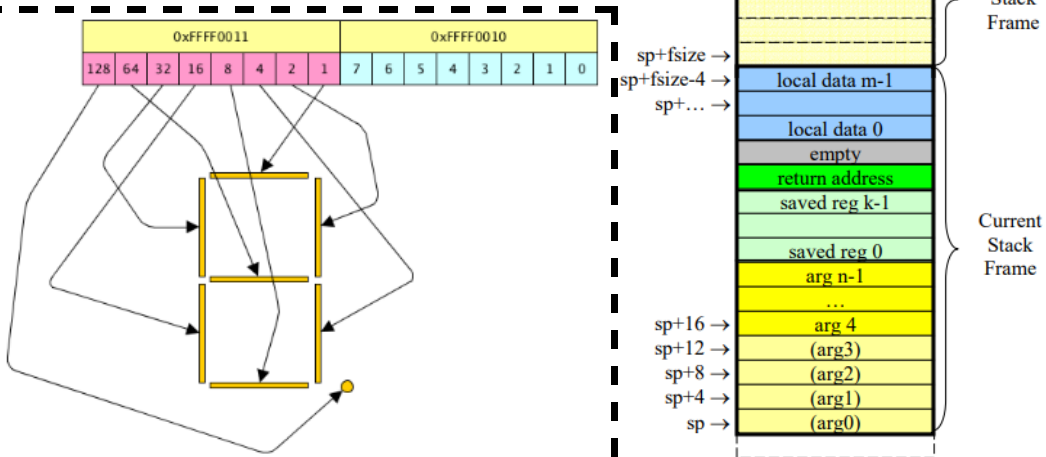 0xFFFF0011 0xFFFF0010
128 64 32 16 8 4 2 1 7 6 5 4 3 2 1 0
Stack
Frame
sp+fsize →
sp+fsize-4 → local data m-1
sp+… →
local data 0
empty
return address
saved reg k-1
saved reg 0
arg n-1
…
sp+16 → arg 4
sp+12 → (arg3)
sp+8 → (arg2)
sp+4 → (arg1)
sp → (arg0)
Current
Stack
Frame